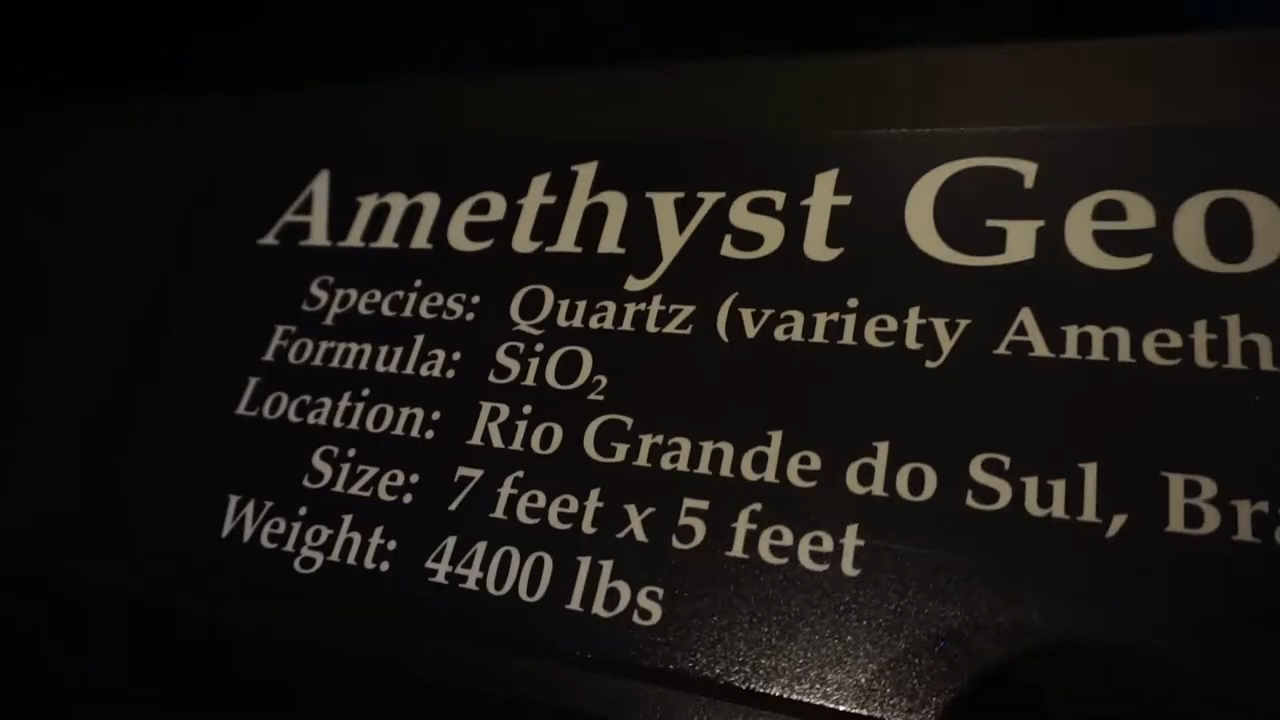 Amethyst Geo
Species: Quartz (variety Ameth
Formula: SiO₂
Location: Rio Grande do Sul, Br
Size: 7 feet x 5 feet
Weight: 4400 lbs